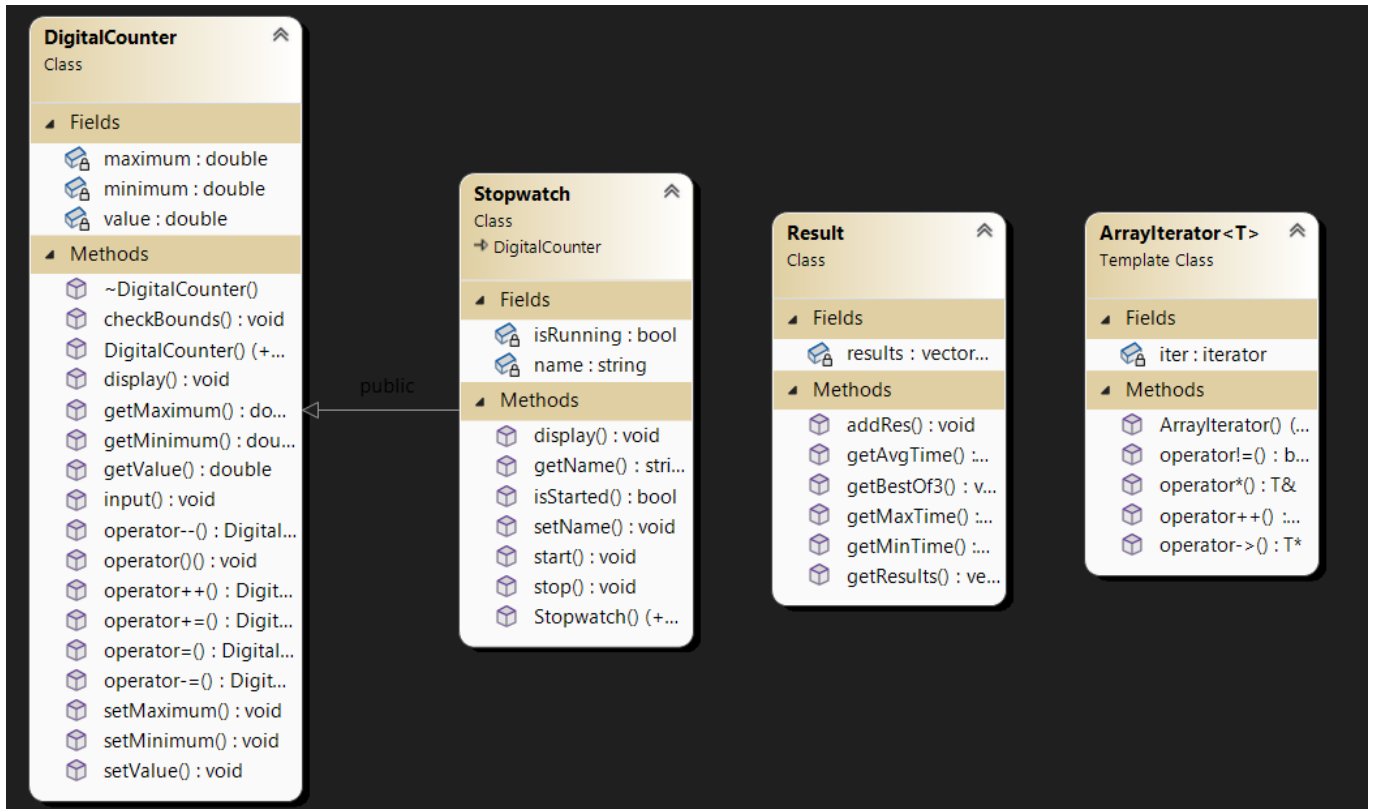 DigitalCounter
Class
Fields
maximum : double
minimum : double
value : double
Methods
~DigitalCounter()
checkBounds() : void
DigitalCounter() (+...
display() : void
getMaximum() : do...
getMinimum() : dou...
getValue() : double
input() : void
operator--() : Digital...
operator()() : void
operator++() : Digit...
operator+=() : Digit...
operator=() : Digital...
operator-=() : Digit...
setMaximum() : void
setMinimum() : void
setValue() : void
public
Stopwatch
Class
DigitalCounter
Fields
isRunning : bool
name : string
Methods
display() : void
getName() : stri...
isStarted() : bool
setName() : void
start() : void
stop() : void
Stopwatch() (+...
Result
Class
Fields
results : vector...
Methods
addRes() : void
getAvgTime() :...
getBestOf3() : v...
getMaxTime() :...
getMinTime() :...
getResults() : ve...
ArrayIterator<T>
Template Class
Fields
iter : iterator
Methods
ArrayIterator() (...
operator!=() : b...
operator*() : T&
operator++() :...
operator->() : T*